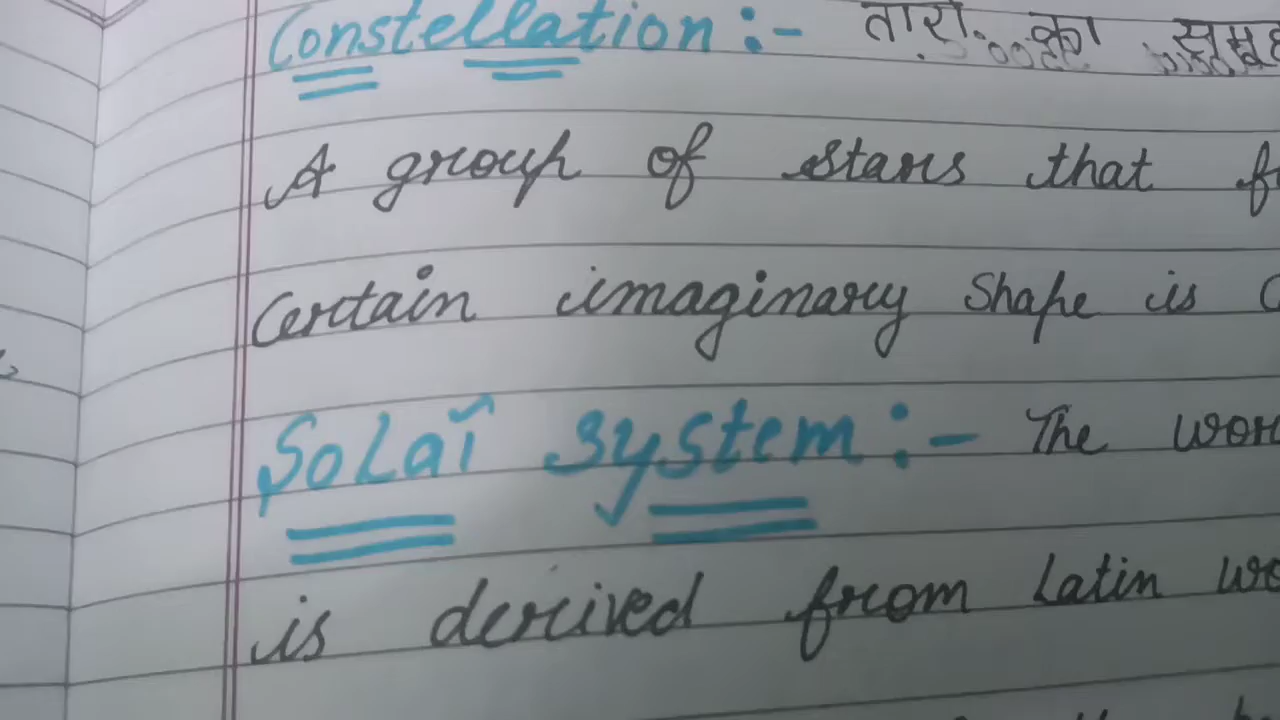 Constellation :- तारों का
A group of stars that
Certain imaginary Shape is
Solar System :- The
is derived from Latin